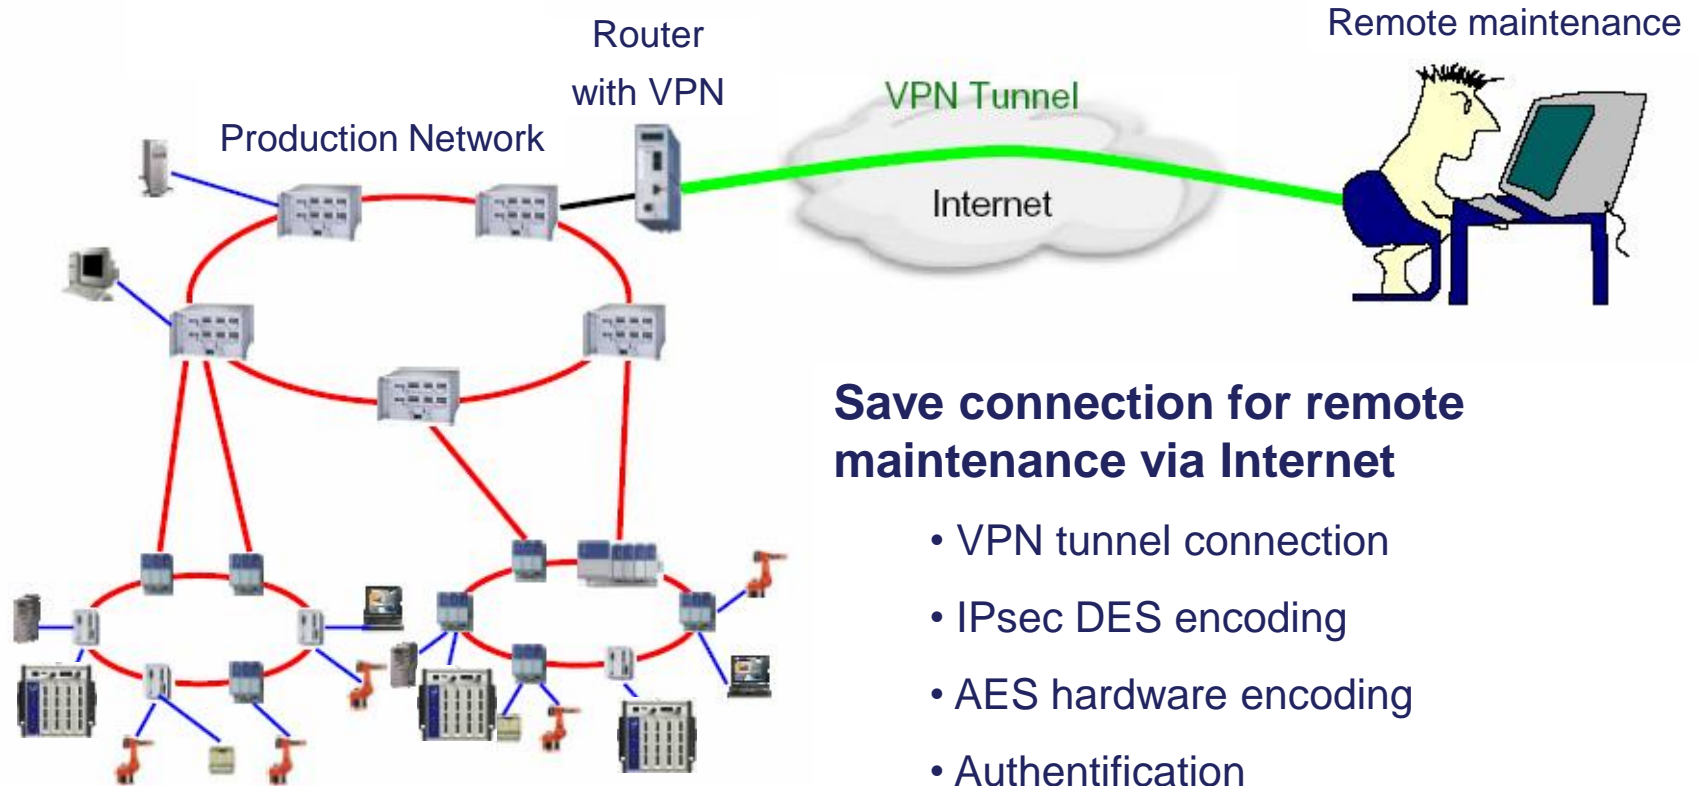 Router
with VPN
Remote maintenance
VPN Tunnel
Production Network
Internet
Save connection for remote
maintenance via Internet
• VPN tunnel connection
• IPsec DES encoding
• AES hardware encoding
• Authentification